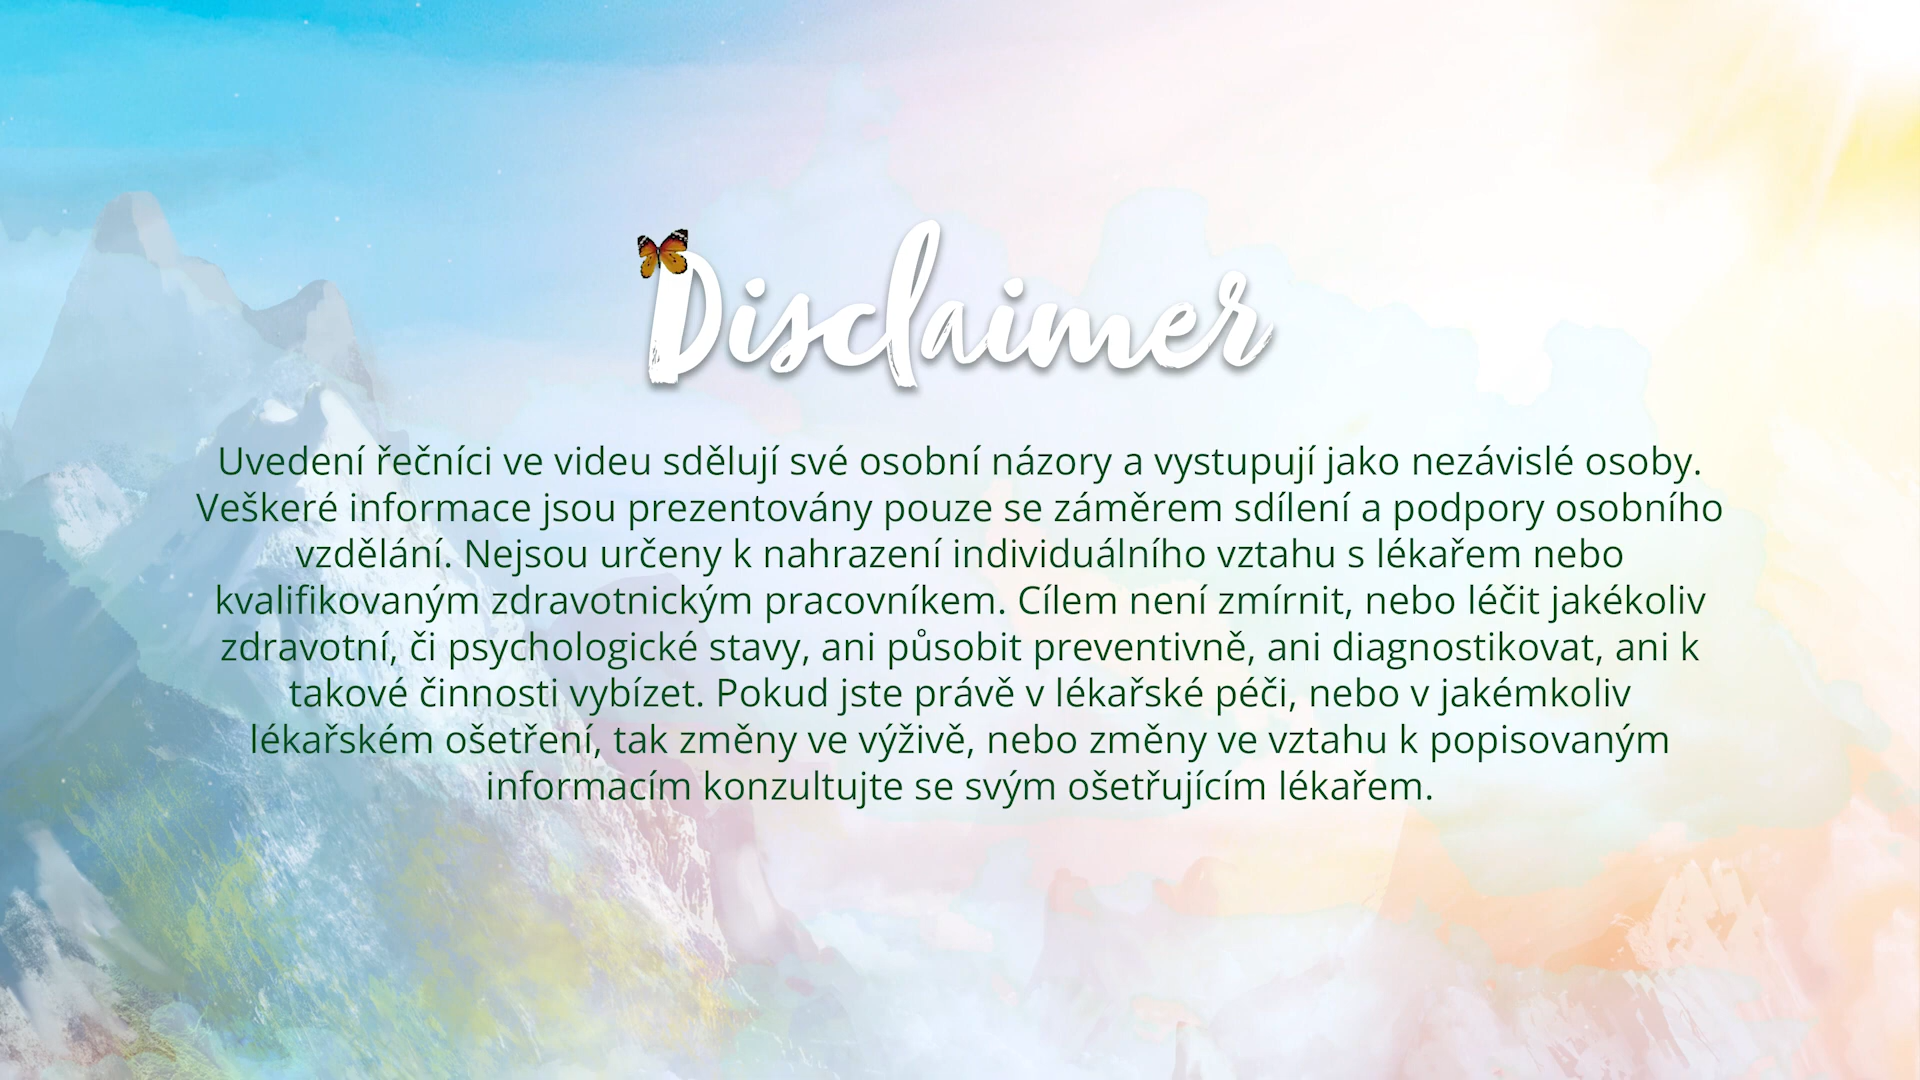 Disclaimer
Uvedení řečníci ve videu sdělují své osobní názory a vystupují jako nezávislé osoby.
Veškeré informace jsou prezentovány pouze se záměrem sdílení a podpory osobního
vzdělání. Nejsou určeny k nahrazení individuálního vztahu s lékařem nebo
kvalifikovaným zdravotnickým pracovníkem. Cílem není zmírnit, nebo léčit jakékoliv
zdravotní, či psychologické stavy, ani působit preventivně, ani diagnostikovat, ani k
takové činnosti vybízet. Pokud jste právě v lékařské péči, nebo v jakémkoliv
lékařském ošetření, tak změny ve výživě, nebo změny ve vztahu k popisovaným
informacím konzultujte se svým ošetřujícím lékařem.